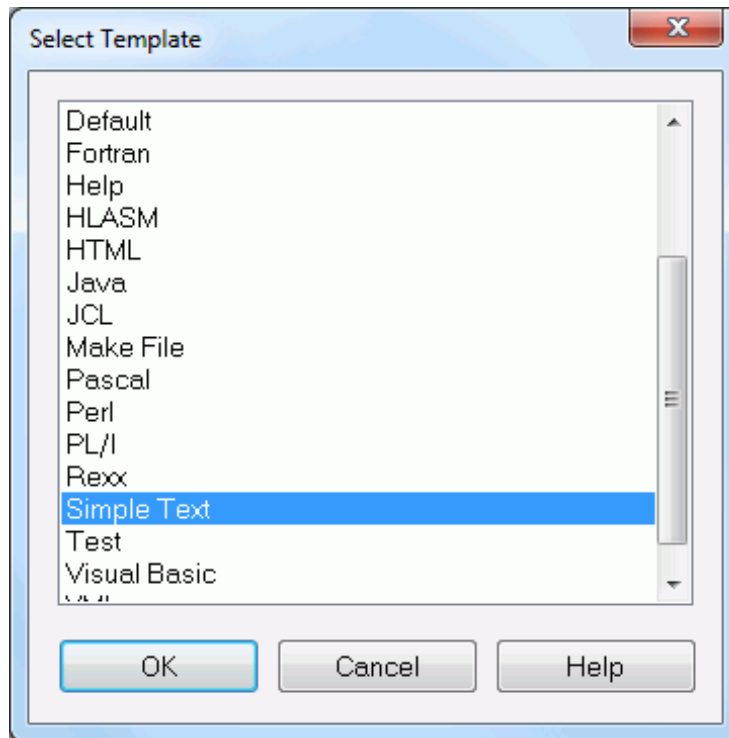 Select Template
Default
Fortran
Help
HLASM
HTML
Java
JCL
Make File
Pascal
Perl
PL/I
Rexx
Simple Text
Test
Visual Basic
OK Cancel Help